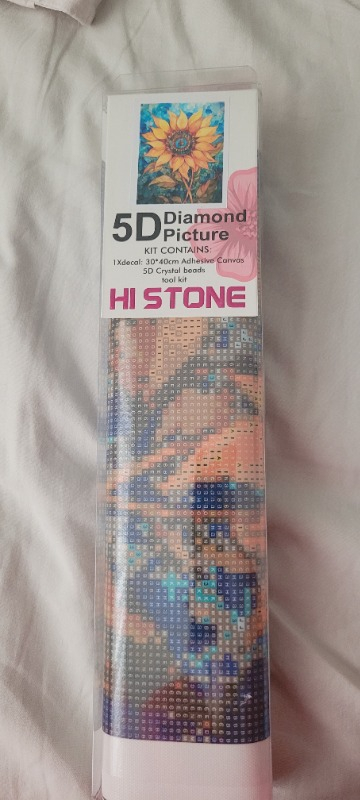 5D Diamond
Picture
KIT CONTAINS:
1Xdecal: 30*40cm Adhesive Canvas
5D Crystal beads
tool kit
HI STONE